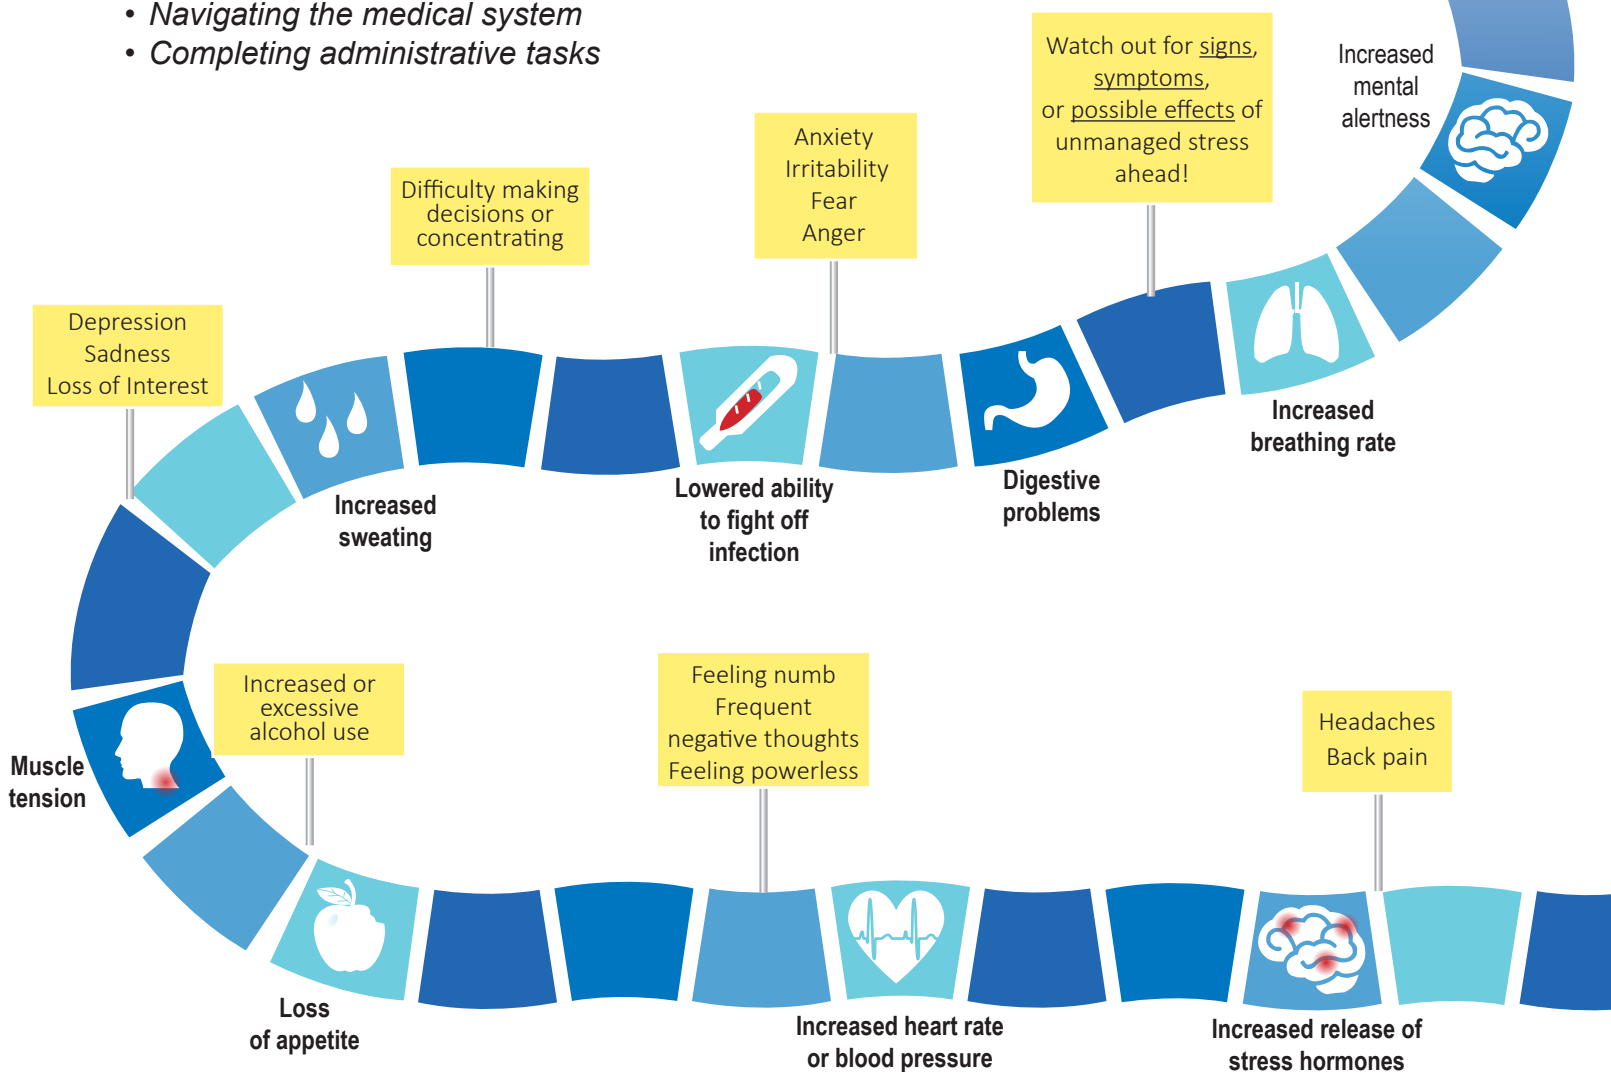 • Navigating the medical system
• Completing administrative tasks
Increased
mental
alertness
Watch out for signs,
symptoms,
or possible effects of
unmanaged stress
ahead!
Increased
breathing rate
Anxiety
Irritability
Fear
Anger
Digestive
problems
Difficulty making
decisions or
concentrating
Lowered ability
to fight off
infection
Depression
Sadness
Loss of Interest
Increased
sweating
Muscle
tension
Increased or
excessive
alcohol use
Loss
of appetite
Feeling numb
Frequent
negative thoughts
Feeling powerless
Increased heart rate
or blood pressure
Headaches
Back pain
Increased release of
stress hormones